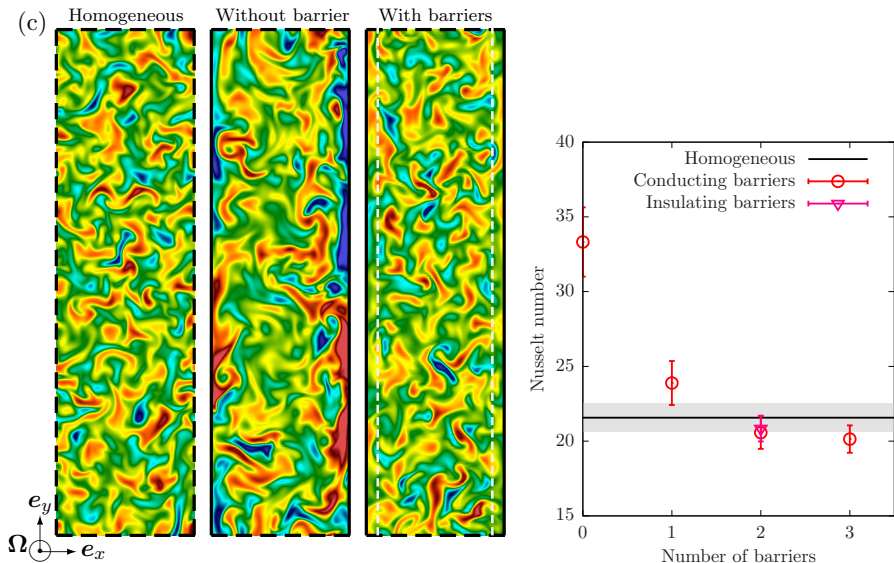 (c)
Homogeneous
Without barrier
With barriers
e_y
Ω
e_x
40
35
30
25
20
15
Nusselt number
Homogeneous
Conducting barriers
Insulating barriers
0
1
2
3
Number of barriers